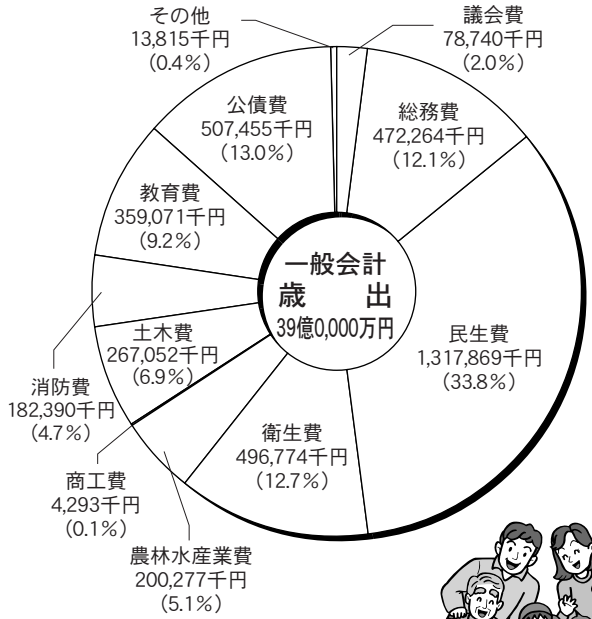 その他
13,815千円
(0.4%)
議会費
78,740千円
(2.0%)
公債費
507,455千円
(13.0%)
総務費
472,264千円
(12.1%)
教育費
359,071千円
(9.2%)
一般会計
歳 出
39億0,000万円
民生費
1,317,869千円
(33.8%)
土木費
267,052千円
(6.9%)
消防費
182,390千円
(4.7%)
衛生費
496,774千円
(12.7%)
商工費
4,293千円
(0.1%)
農林水産業費
200,277千円
(5.1%)